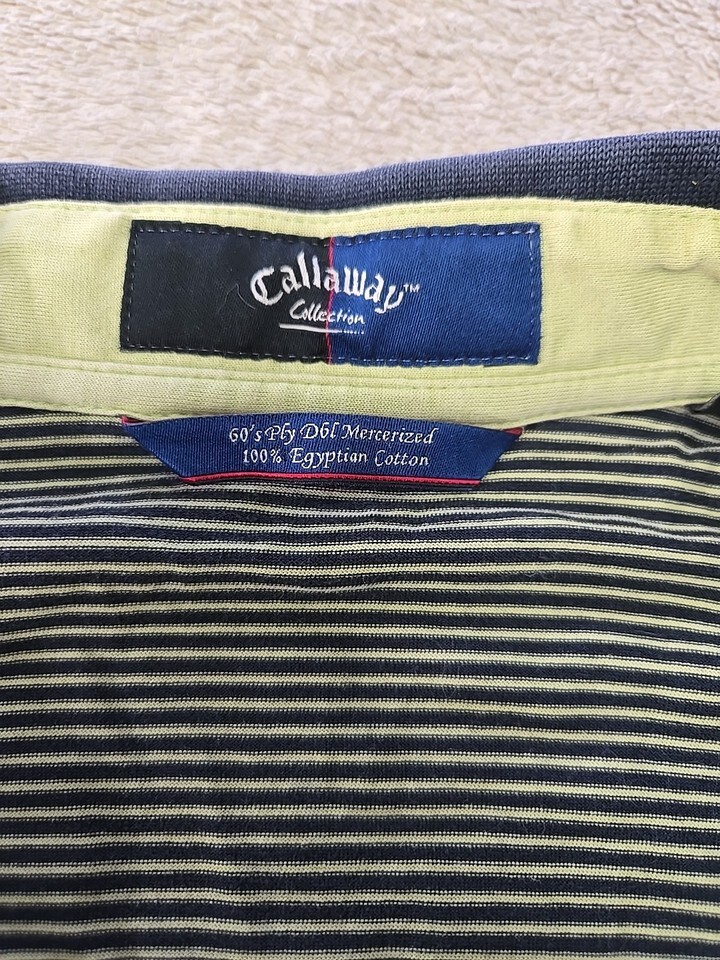 Callaway™
Collection
60's Ply Dbl Mercerized
100% Egyptian Cotton